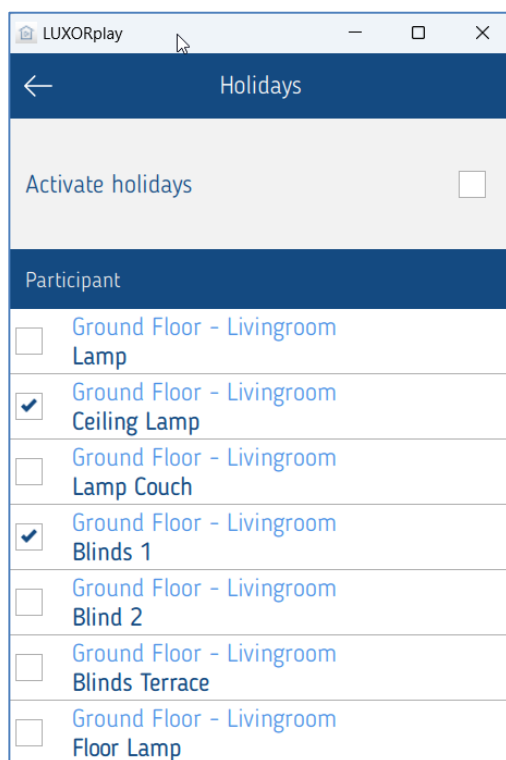 LUXORplay
Holidays
Activate holidays
Participant
Ground Floor - Livingroom
Lamp
Ground Floor - Livingroom
Ceiling Lamp
Ground Floor - Livingroom
Lamp Couch
Ground Floor - Livingroom
Blinds 1
Ground Floor - Livingroom
Blind 2
Ground Floor - Livingroom
Blinds Terrace
Ground Floor - Livingroom
Floor Lamp